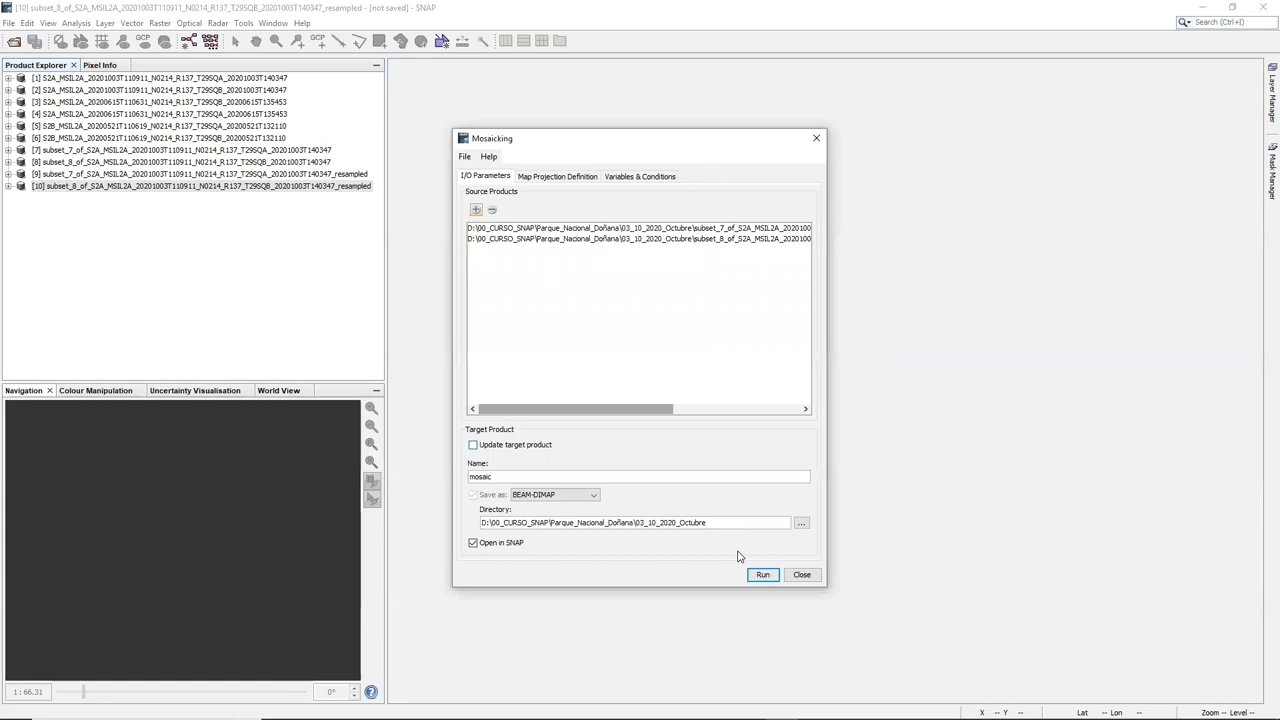 [10] subset_8_of_S2A_MSIL2A_20201003T110911_N0214_R137_T29SQB_20201003T140347_resampled - [not saved] - SNAP
File Edit View Analysis Layer Vector Raster Optical Radar Tools Window Help
Search (Ctrl+I)
GCP GCP
Product Explorer Pixel Info
[1] S2A_MSIL2A_20201003T110911_N0214_R137_T29SQA_20201003T140347
[2] S2A_MSIL2A_20201003T110911_N0214_R137_T29SQB_20201003T140347
[3] S2A_MSIL2A_20200615T110631_N0214_R137_T29SQA_20200615T135453
[4] S2A_MSIL2A_20200615T110631_N0214_R137_T29SQB_20200615T135453
[5] S2B_MSIL2A_20200521T110619_N0214_R137_T29SQA_20200521T132110
[6] S2B_MSIL2A_20200521T110619_N0214_R137_T29SQB_20200521T132110
[7] subset_7_of_S2A_MSIL2A_20201003T110911_N0214_R137_T29SQA_20201003T140347
[8] subset_8_of_S2A_MSIL2A_20201003T110911_N0214_R137_T29SQB_20201003T140347
[9] subset_7_of_S2A_MSIL2A_20201003T110911_N0214_R137_T29SQA_20201003T140347_resampled
[10] subset_8_of_S2A_MSIL2A_20201003T110911_N0214_R137_T29SQB_20201003T140347_resampled
Layer Manager
Mask Manager
Mosaicking
File Help
I/O Parameters Map Projection Definition Variables & Conditions
Source Products
D:\00_CURSO_SNAP\Parque_Nacional_Doñana\03_10_2020_Octubre\subset_7_of_S2A_MSIL2A_2020100
D:\00_CURSO_SNAP\Parque_Nacional_Doñana\03_10_2020_Octubre\subset_8_of_S2A_MSIL2A_2020100
Target Product
Update target product
Name:
mosaic
Save as: BEAM-DIMAP
Directory:
D:\00_CURSO_SNAP\Parque_Nacional_Doñana\03_10_2020_Octubre ...
Open in SNAP
Run Close
Navigation Colour Manipulation Uncertainty Visualisation World View
1 : 66.31 0°
X -- Y -- Lat -- Lon -- Zoom -- Level --